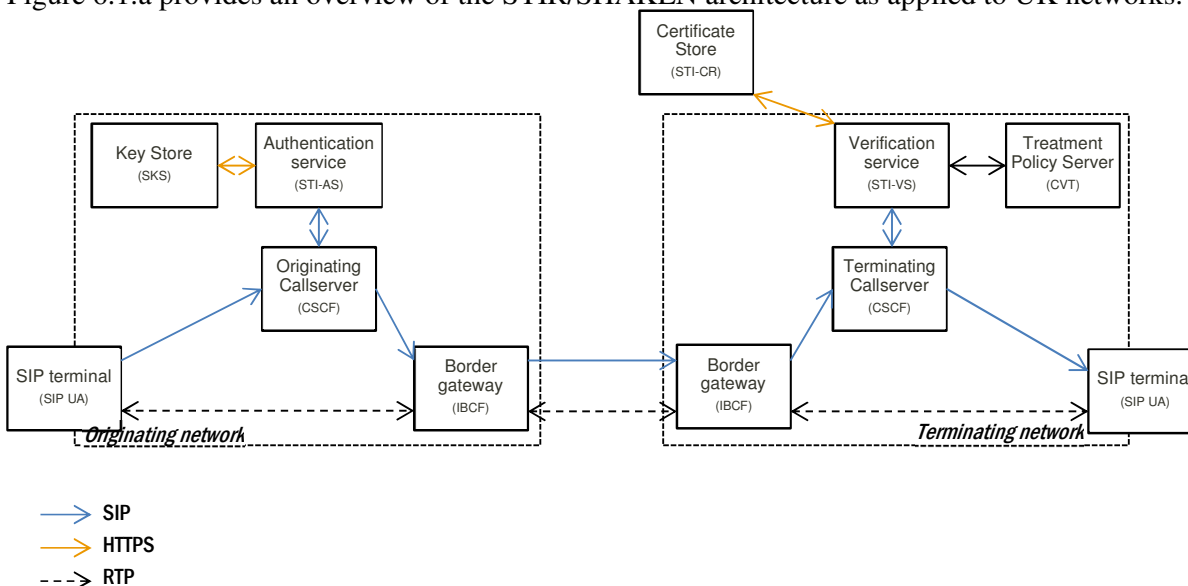 Figure 6.1.a provides an overview of the STIR/SHAKEN architecture as applied to UK networks.
Certificate
Store
(STI-CR)
Key Store
(SKS)
Authentication
service
(STI-AS)
Verification
service
(STI-VS)
Treatment
Policy Server
(CVT)
Originating
Callserver
(CSCF)
Terminating
Callserver
(CSCF)
SIP terminal
(SIP UA)
Border
gateway
(IBCF)
Border
gateway
(IBCF)
SIP terminal
(SIP UA)
Originating network
Terminating network
SIP
HTTPS
RTP